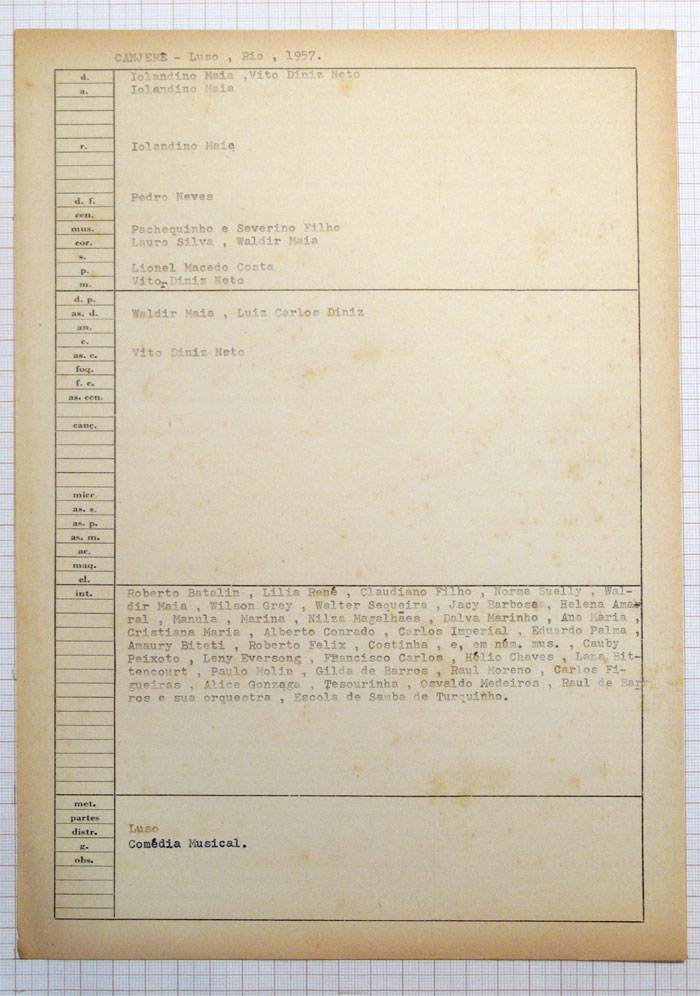 CANJERÊ - Luso , Rio , 1957.
d. Iolandino Maia ,Vito Diniz Neto
a. Iolandino Maia
r. Iolandino Maia
d. f. Pedro Neves
cen.
mus. Pachequinho e Severino Filho
cor. Lauro Silva , Waldir Maia
s.
p. Lionel Macedo Costa
m. Vito Diniz Neto
d. p.
as. d. Waldir Maia , Luiz Carlos Diniz
an.
c.
as. c. Vito Diniz Neto
foq.
f. c.
as. cen.
canç.
micr.
as. s.
as. p.
as. m.
ac.
maq.
el.
int. Roberto Batalin , Lilia René , Claudiano Filho , Norma Suelly , Wal-
dir Maia , Wilson Grey , Walter Sequeira , Jacy Barbosa , Helena Ama-
ral , Manula , Marina , Nilza Magalhães , Dalva Marinho , Ana Maria ,
Cristiana Maria , Alberto Conrado , Carlos Imperial , Eduardo Palma ,
Amaury Biteti , Roberto Felix , Costinha , e, em núm. mus. , Cauby
Peixoto , Leny Eversong , Francisco Carlos , Hélio Chaves , Lana Bit-
tencourt , Paulo Molin , Gilda de Barros , Raul Moreno , Carlos Fi-
gueiras , Alice Gonzaga , Tesourinha , Osvaldo Medeiros , Raul de Bar-
ros e sua orquestra , Escola de Samba de Turquinho.
met.
partes
distr. Luso
g. Comédia Musical.
obs.